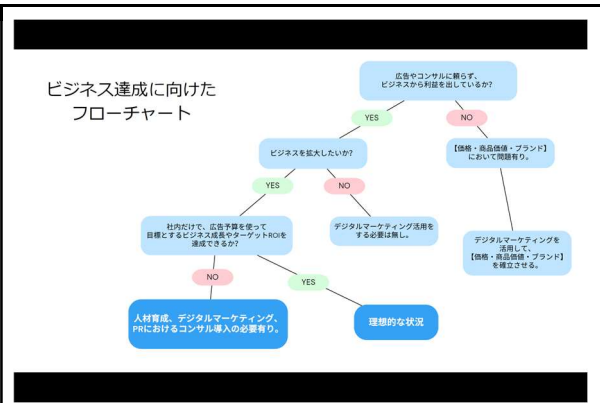 ビジネス達成に向けた
フローチャート
広告やコンサルに頼らず、
ビジネスから利益を出しているか?
YES
NO
ビジネスを拡大したいか?
【価格・商品価値・ブランド】
において問題有り。
YES
NO
社内だけで、広告予算を使って
目標とするビジネス成長やターゲットROIを
達成できるか?
デジタルマーケティング活用を
する必要は無し。
デジタルマーケティングを
活用して、
【価格・商品価値・ブランド】
を確立させる。
NO
YES
人材育成、デジタルマーケティング、
PRにおけるコンサル導入の必要有り。
理想的な状況